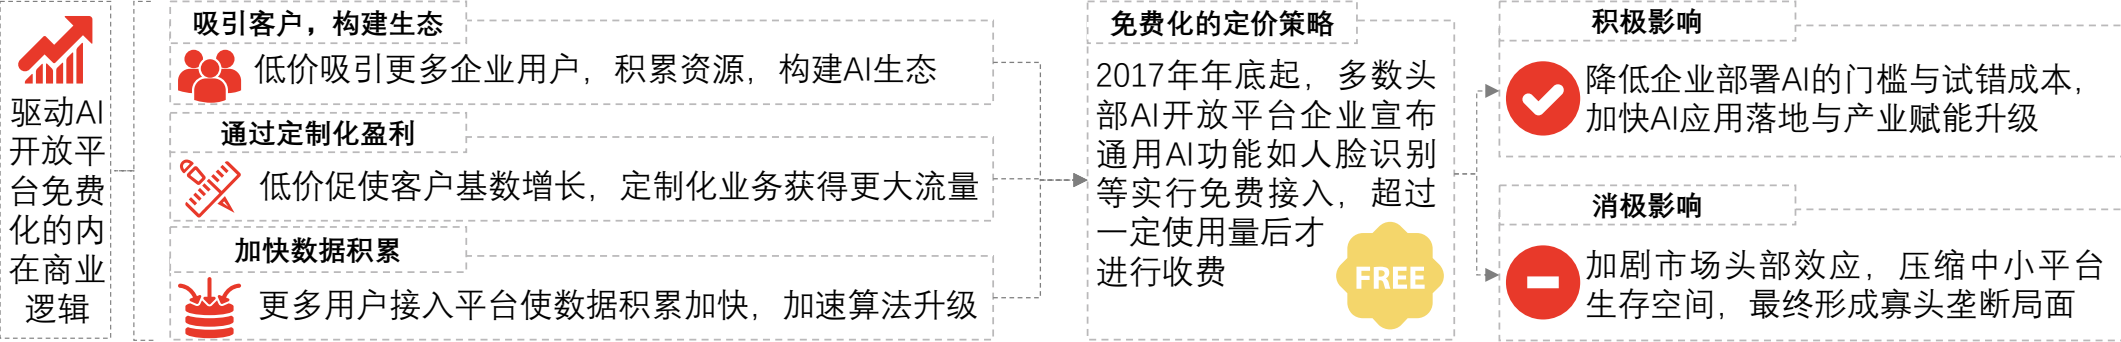 驱动AI
开放平
台免费
化的内
在商业
逻辑
吸引客户，构建生态
低价吸引更多企业用户，积累资源，构建AI生态
通过定制化盈利
低价促使客户基数增长，定制化业务获得更大流量
加快数据积累
更多用户接入平台使数据积累加快，加速算法升级
免费化的定价策略
2017年年底起，多数头
部AI开放平台企业宣布
通用AI功能如人脸识别
等实行免费接入，超过
一定使用量后才
进行收费
FREE
积极影响
降低企业部署AI的门槛与试错成本，
加快AI应用落地与产业赋能升级
消极影响
加剧市场头部效应，压缩中小平台
生存空间，最终形成寡头垄断局面